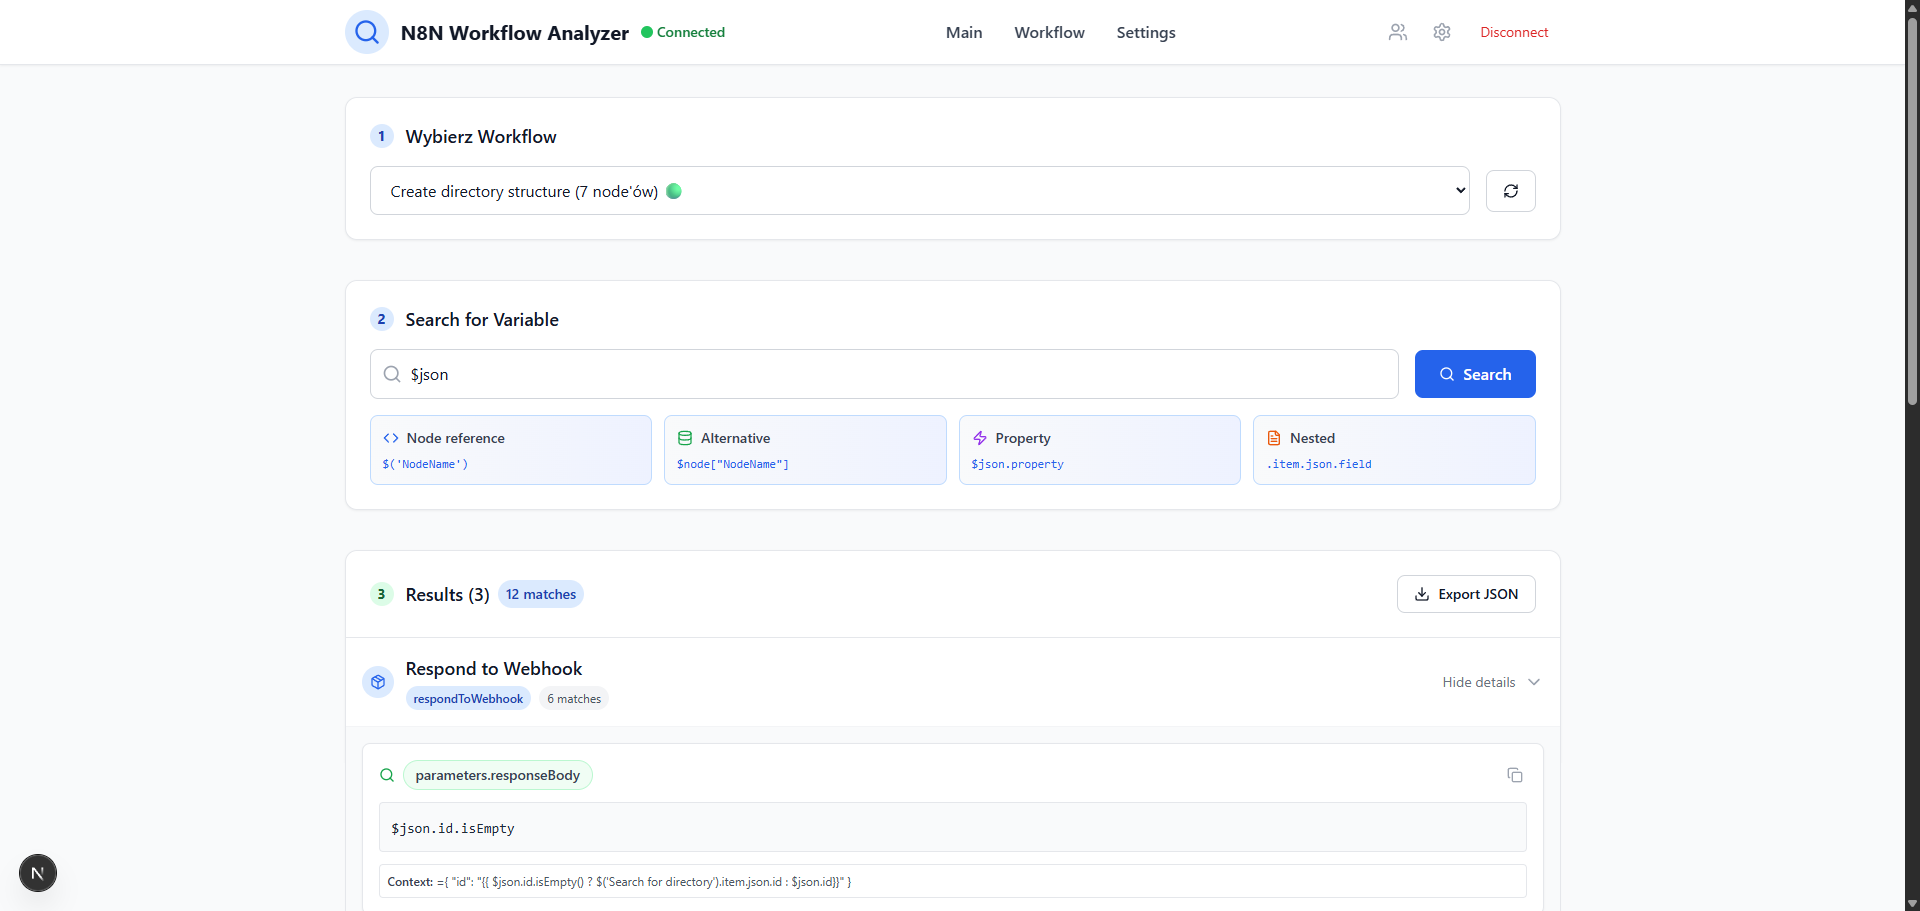 N8N Workflow Analyzer
Connected
Main
Workflow
Settings
Disconnect
1
Wybierz Workflow
Create directory structure (7 node'ów)
2
Search for Variable
$json
Search
Node reference
$('NodeName')
Alternative
$node["NodeName"]
Property
$json.property
Nested
.item.json.field
3
Results (3)
12 matches
Export JSON
Respond to Webhook
respondToWebhook
6 matches
Hide details
parameters.responseBody
$json.id.isEmpty
Context: ={ "id": "{{ $json.id.isEmpty() ? $('Search for directory').item.json.id : $json.id}}" }
N